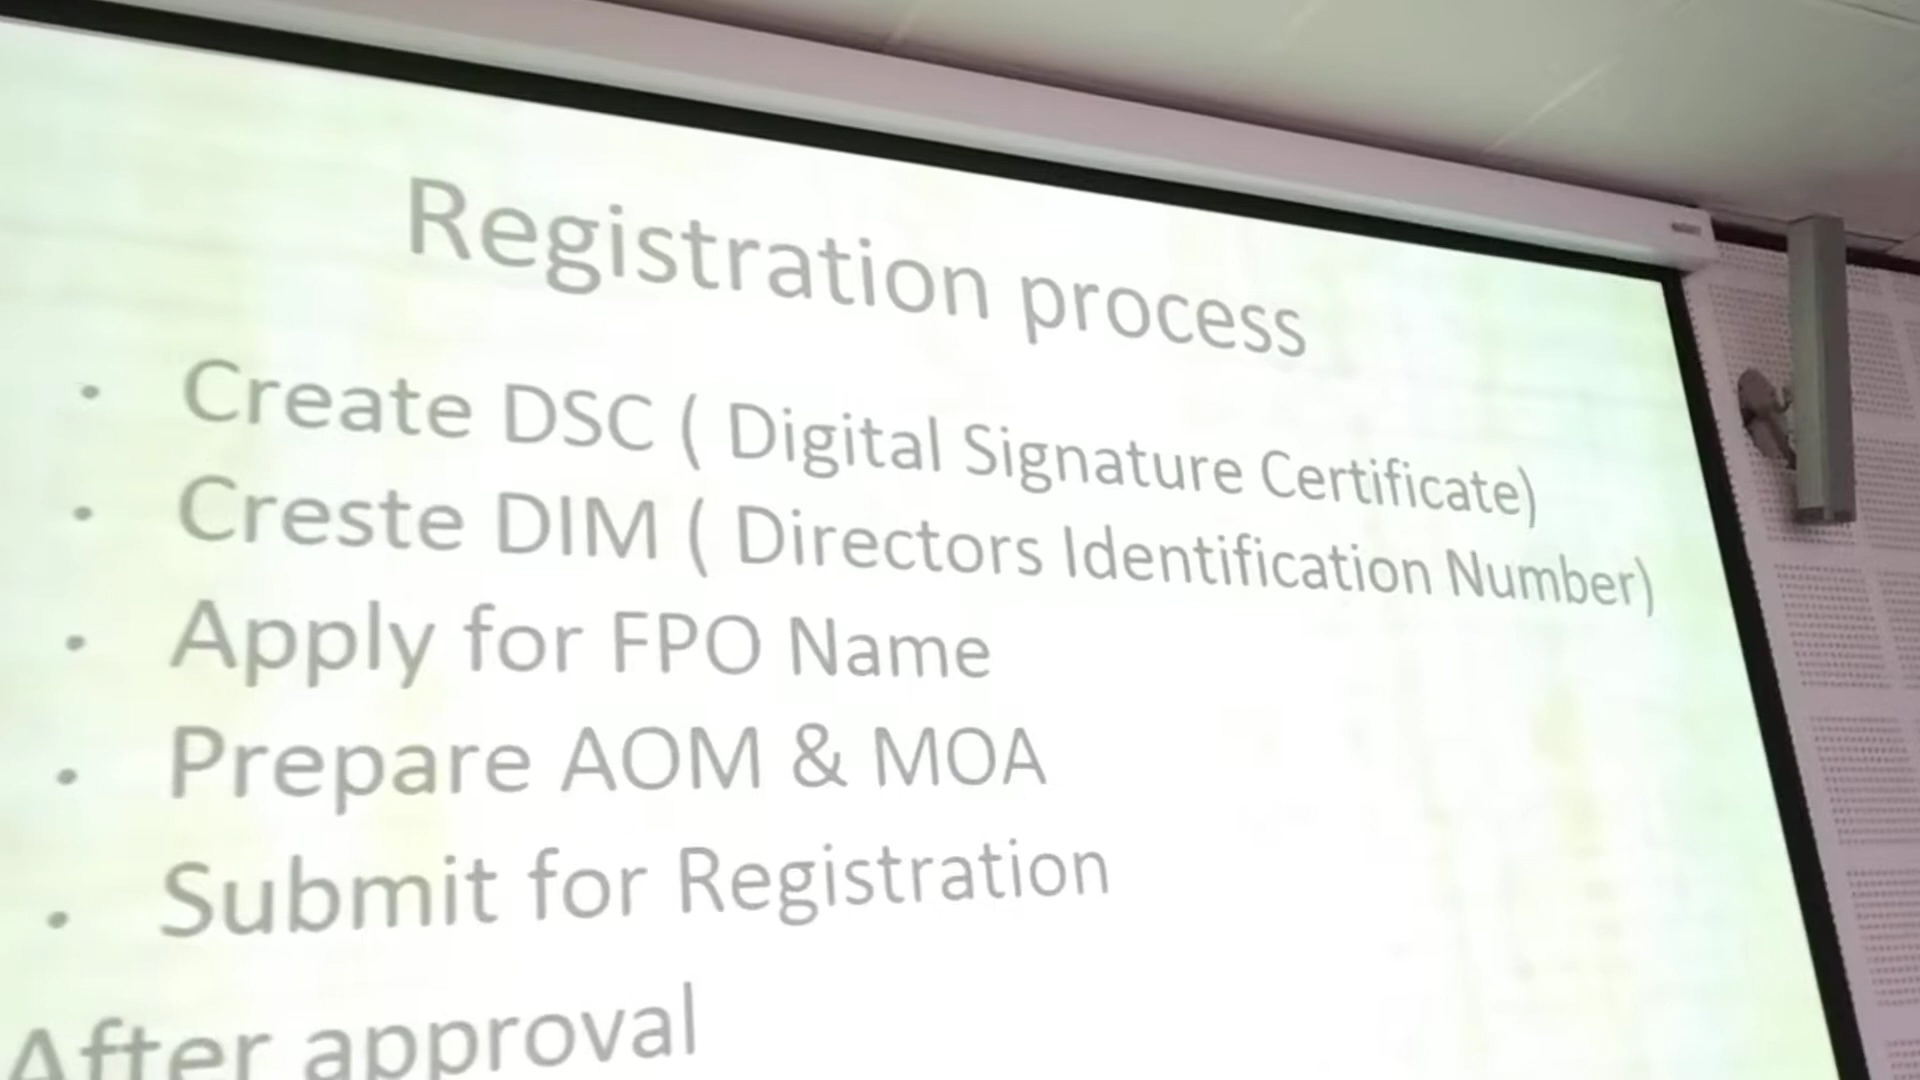 Registration process
• Create DSC ( Digital Signature Certificate)
• Creste DIM ( Directors Identification Number)
• Apply for FPO Name
• Prepare AOM & MOA
• Submit for Registration
After approval